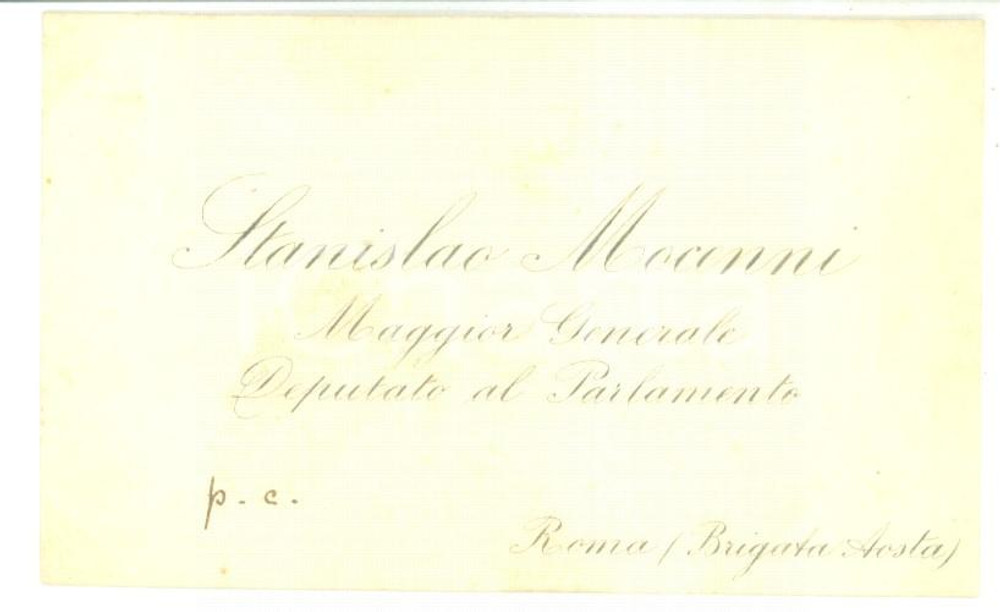 Stanislao Mocenni
Maggior Generale
Deputato al Parlamento
p. c.
Roma (Brigata Aosta)